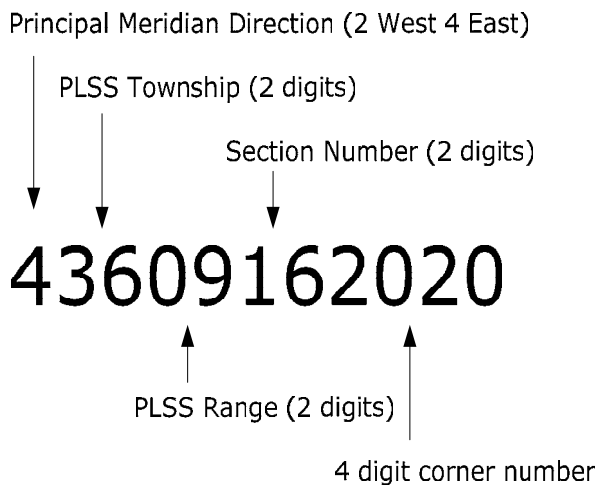 Principal Meridian Direction (2 West 4 East)
PLSS Township (2 digits)
Section Number (2 digits)
43609162020
PLSS Range (2 digits)
4 digit corner number